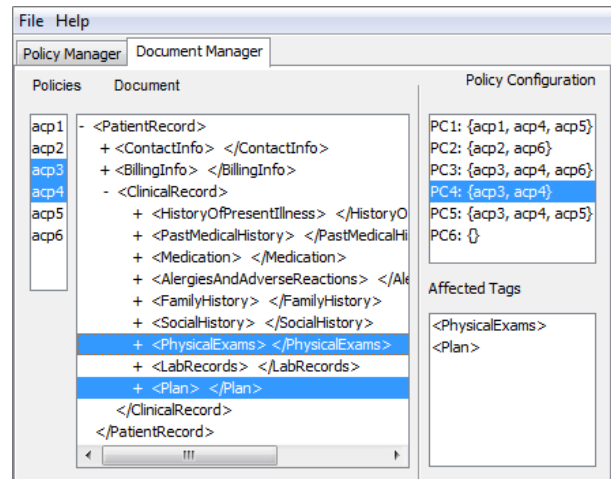 File Help
Policy Manager Document Manager
Policies Document
acp1
acp2
acp3
acp4
acp5
acp6
- <PatientRecord>
+ <ContactInfo> </ContactInfo>
+ <BillingInfo> </BillingInfo>
- <ClinicalRecord>
+ <HistoryOfPresentIllness> </HistoryO
+ <PastMedicalHistory> </PastMedicalHi
+ <Medication> </Medication>
+ <AlergiesAndAdverseReactions> </Ale
+ <FamilyHistory> </FamilyHistory>
+ <SocialHistory> </SocialHistory>
+ <PhysicalExams> </PhysicalExams>
+ <LabRecords> </LabRecords>
+ <Plan> </Plan>
</ClinicalRecord>
</PatientRecord>
Policy Configuration
PC1: {acp1, acp4, acp5}
PC2: {acp2, acp6}
PC3: {acp3, acp4, acp6}
PC4: {acp3, acp4}
PC5: {acp3, acp4, acp5}
PC6: {}
Affected Tags
<PhysicalExams>
<Plan>